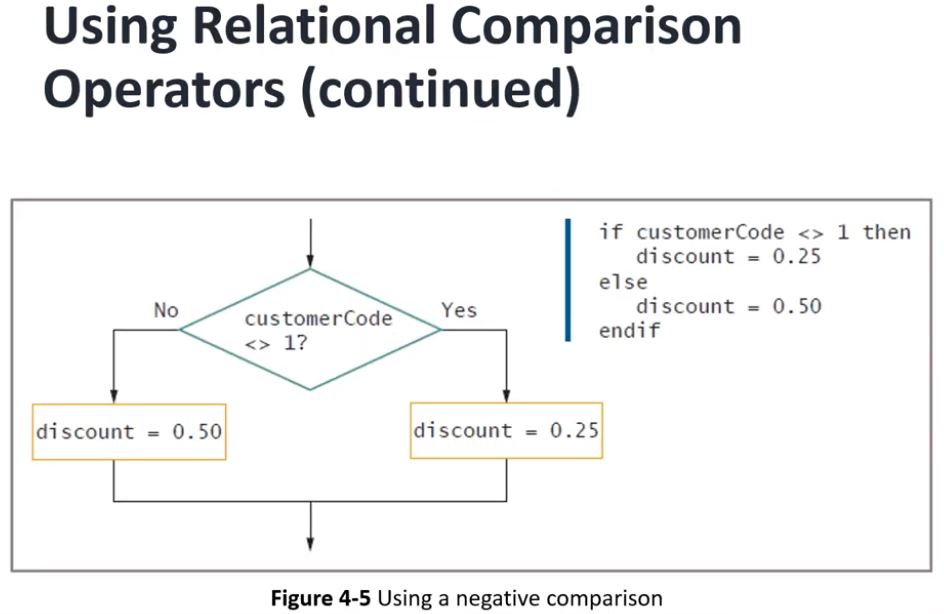 Using Relational Comparison
Operators (continued)
No
customerCode
<> 1?
Yes
discount = 0.50
discount = 0.25
if customerCode <> 1 then
   discount = 0.25
else
   discount = 0.50
endif
Figure 4-5 Using a negative comparison